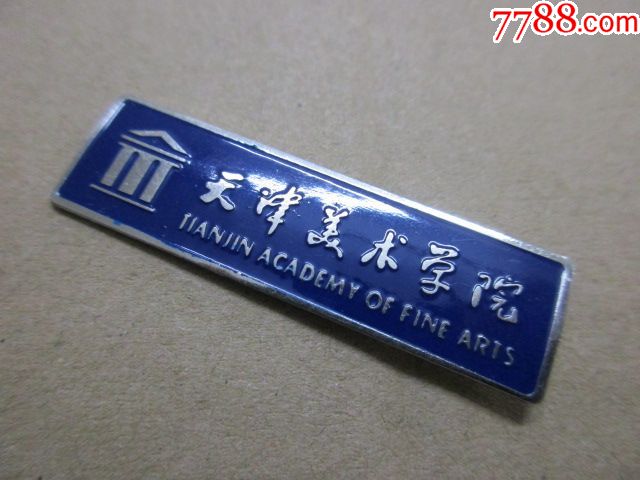 7788.com
天津美术学院
TIANJIN ACADEMY OF FINE ARTS